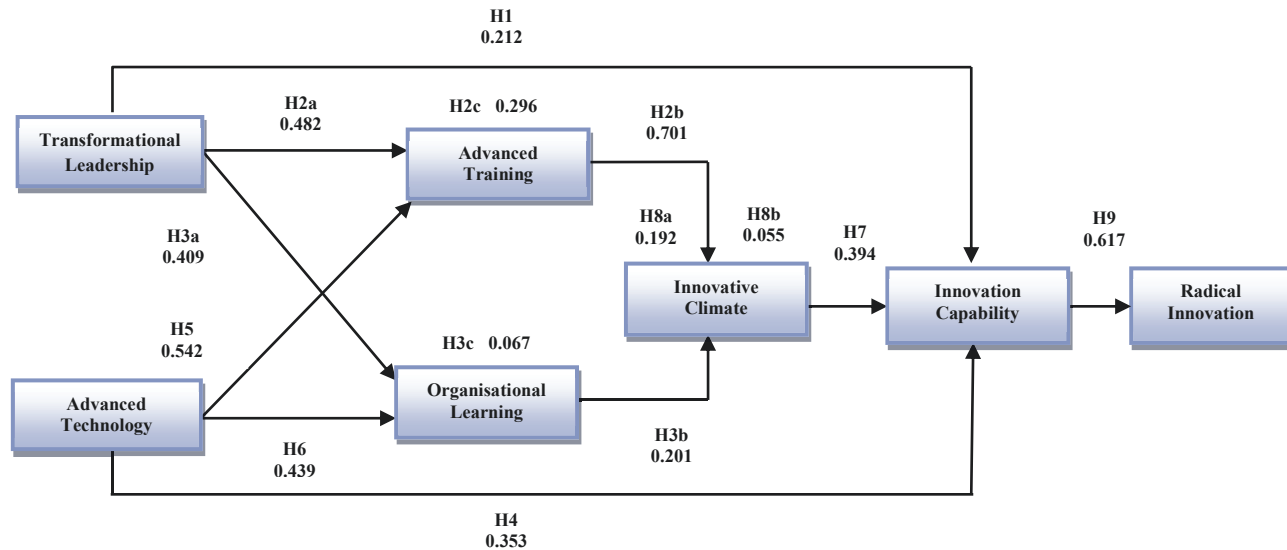 H1
0.212
H2a
0.482
H2c 0.296
H2b
0.701
Transformational
Leadership
Advanced
Training
H3a
0.409
H8a
0.192
H8b
0.055
H7
0.394
H9
0.617
Innovative
Climate
Innovation
Capability
Radical
Innovation
H5
0.542
H3c 0.067
Advanced
Technology
Organisational
Learning
H6
0.439
H3b
0.201
H4
0.353